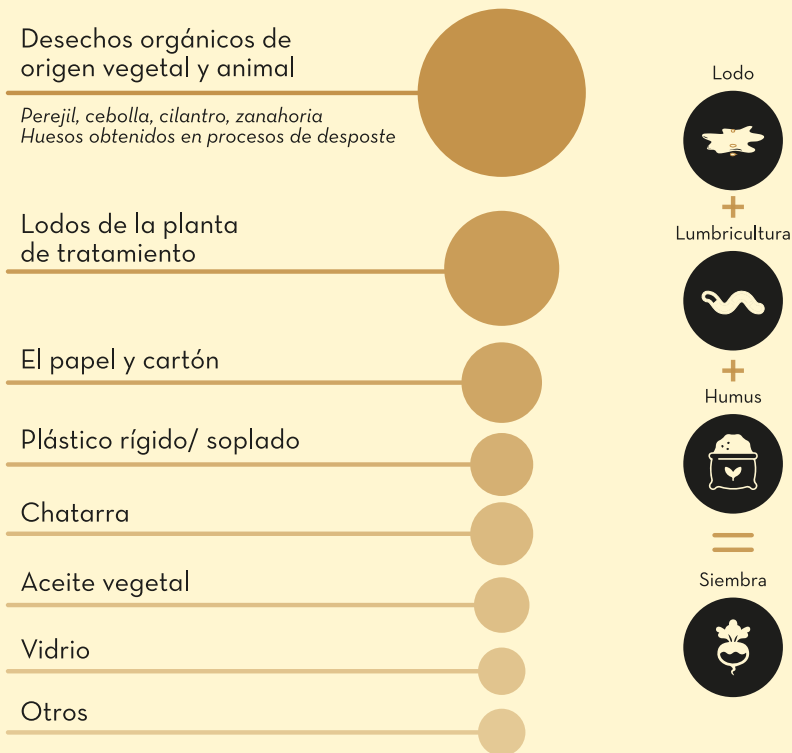 Desechos orgánicos de
origen vegetal y animal
Perejil, cebolla, cilantro, zanahoria
Huesos obtenidos en procesos de desposte
Lodos de la planta
de tratamiento
El papel y cartón
Plástico rígido/ soplado
Chatarra
Aceite vegetal
Vidrio
Otros
Lodo
+
Lumbricultura
+
Humus
=
Siembra